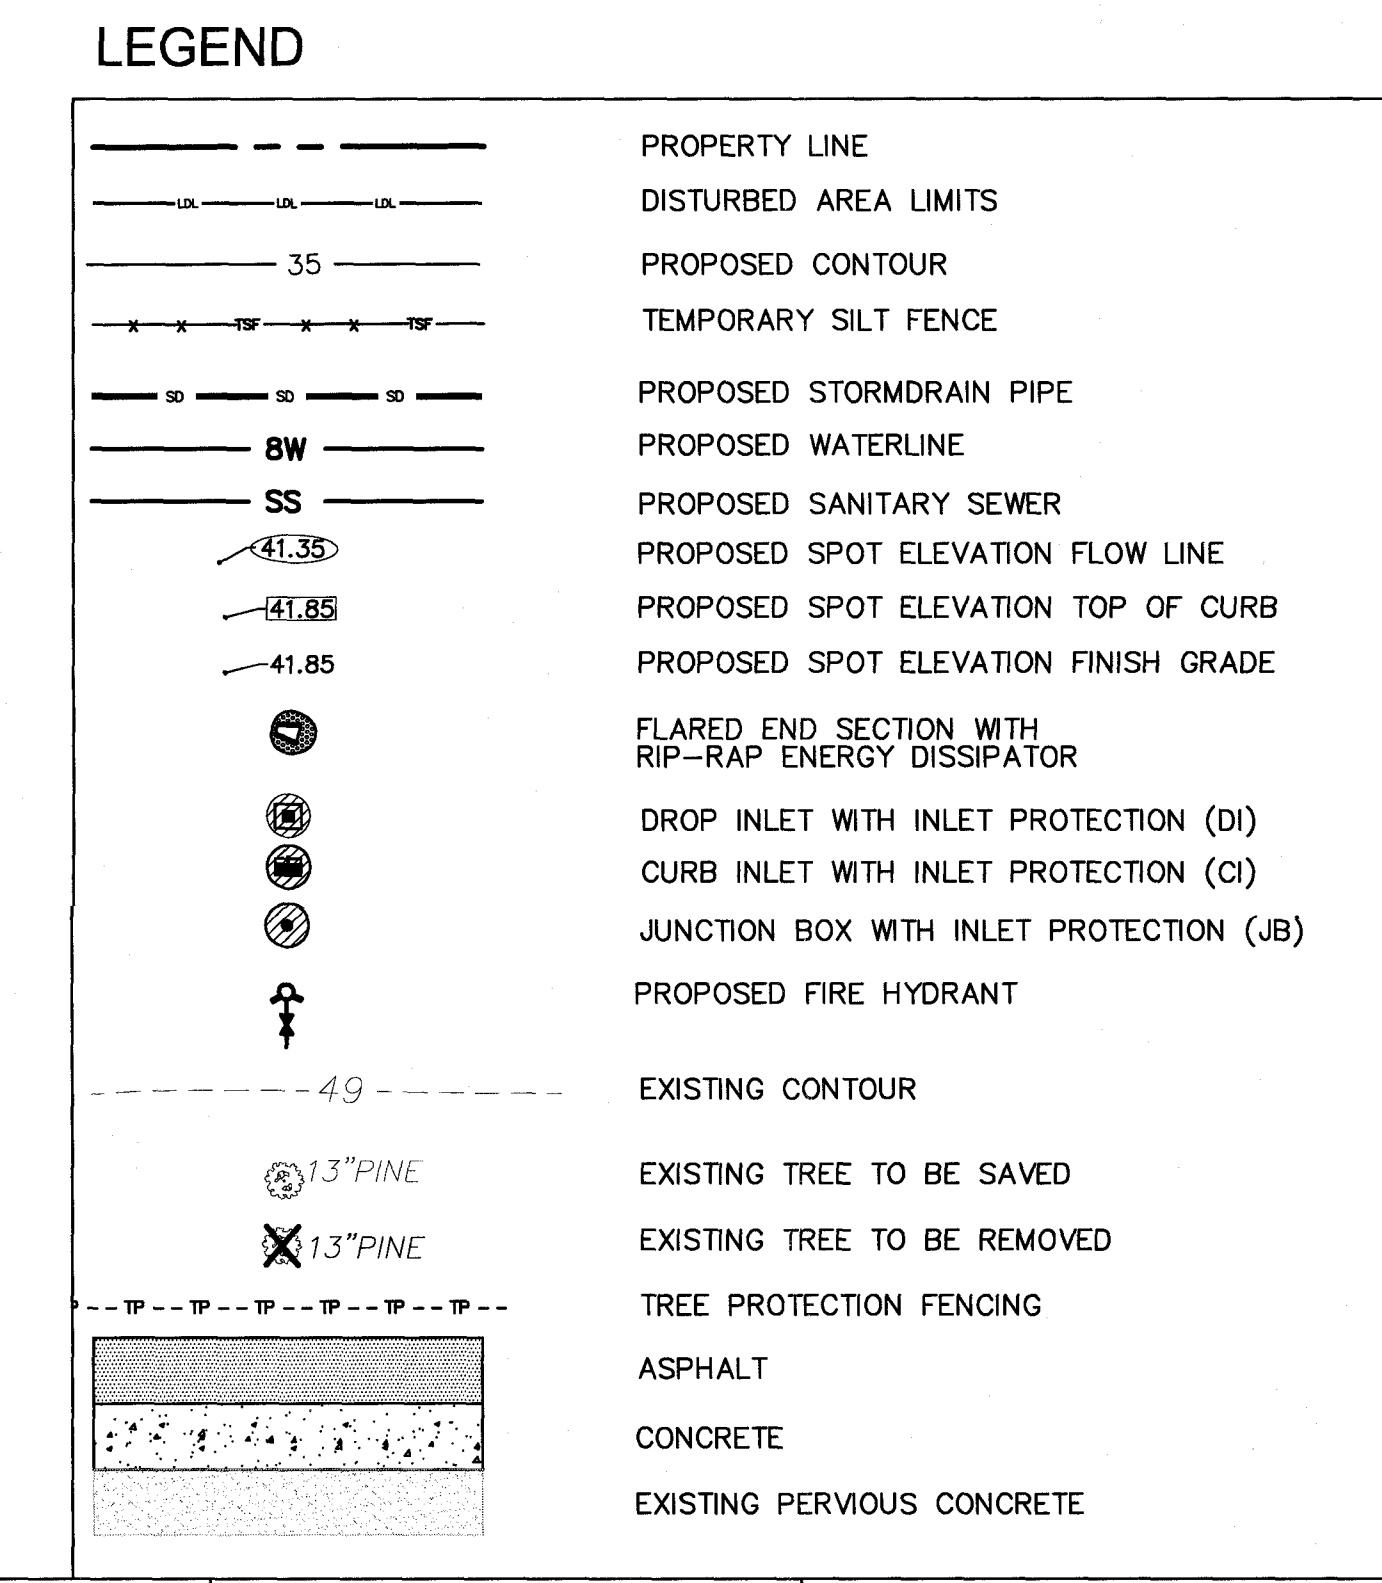 LEGEND
PROPERTY LINE
LDL LDL LDL DISTURBED AREA LIMITS
35 PROPOSED CONTOUR
x x TSF x x TSF TEMPORARY SILT FENCE
SD SD SD PROPOSED STORMDRAIN PIPE
8W PROPOSED WATERLINE
SS PROPOSED SANITARY SEWER
41.35 PROPOSED SPOT ELEVATION FLOW LINE
41.85 PROPOSED SPOT ELEVATION TOP OF CURB
41.85 PROPOSED SPOT ELEVATION FINISH GRADE
FLARED END SECTION WITH
RIP-RAP ENERGY DISSIPATOR
DROP INLET WITH INLET PROTECTION (DI)
CURB INLET WITH INLET PROTECTION (CI)
JUNCTION BOX WITH INLET PROTECTION (JB)
PROPOSED FIRE HYDRANT
49 EXISTING CONTOUR
13"PINE EXISTING TREE TO BE SAVED
13"PINE EXISTING TREE TO BE REMOVED
TP TP TP TP TP TP TREE PROTECTION FENCING
ASPHALT
CONCRETE
EXISTING PERVIOUS CONCRETE